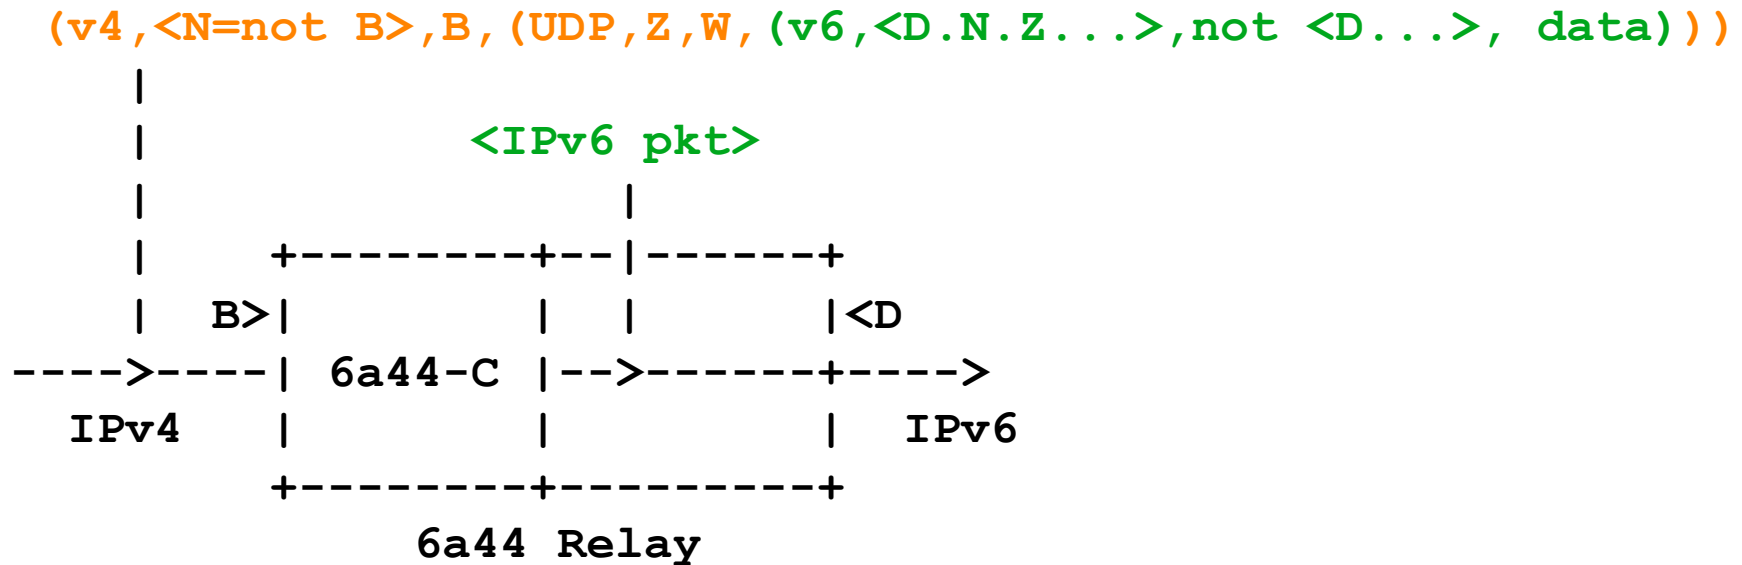 (v4,<N=not B>,B,(UDP,Z,W,(v6,<D.N.Z...>,not <D...>, data)))
|
| <IPv6 pkt>
| |
| +--------+--|------+
| B>| | | |<D
---->----| 6a44-C |-->------+---->
IPv4 | | | IPv6
+--------+---------+
6a44 Relay